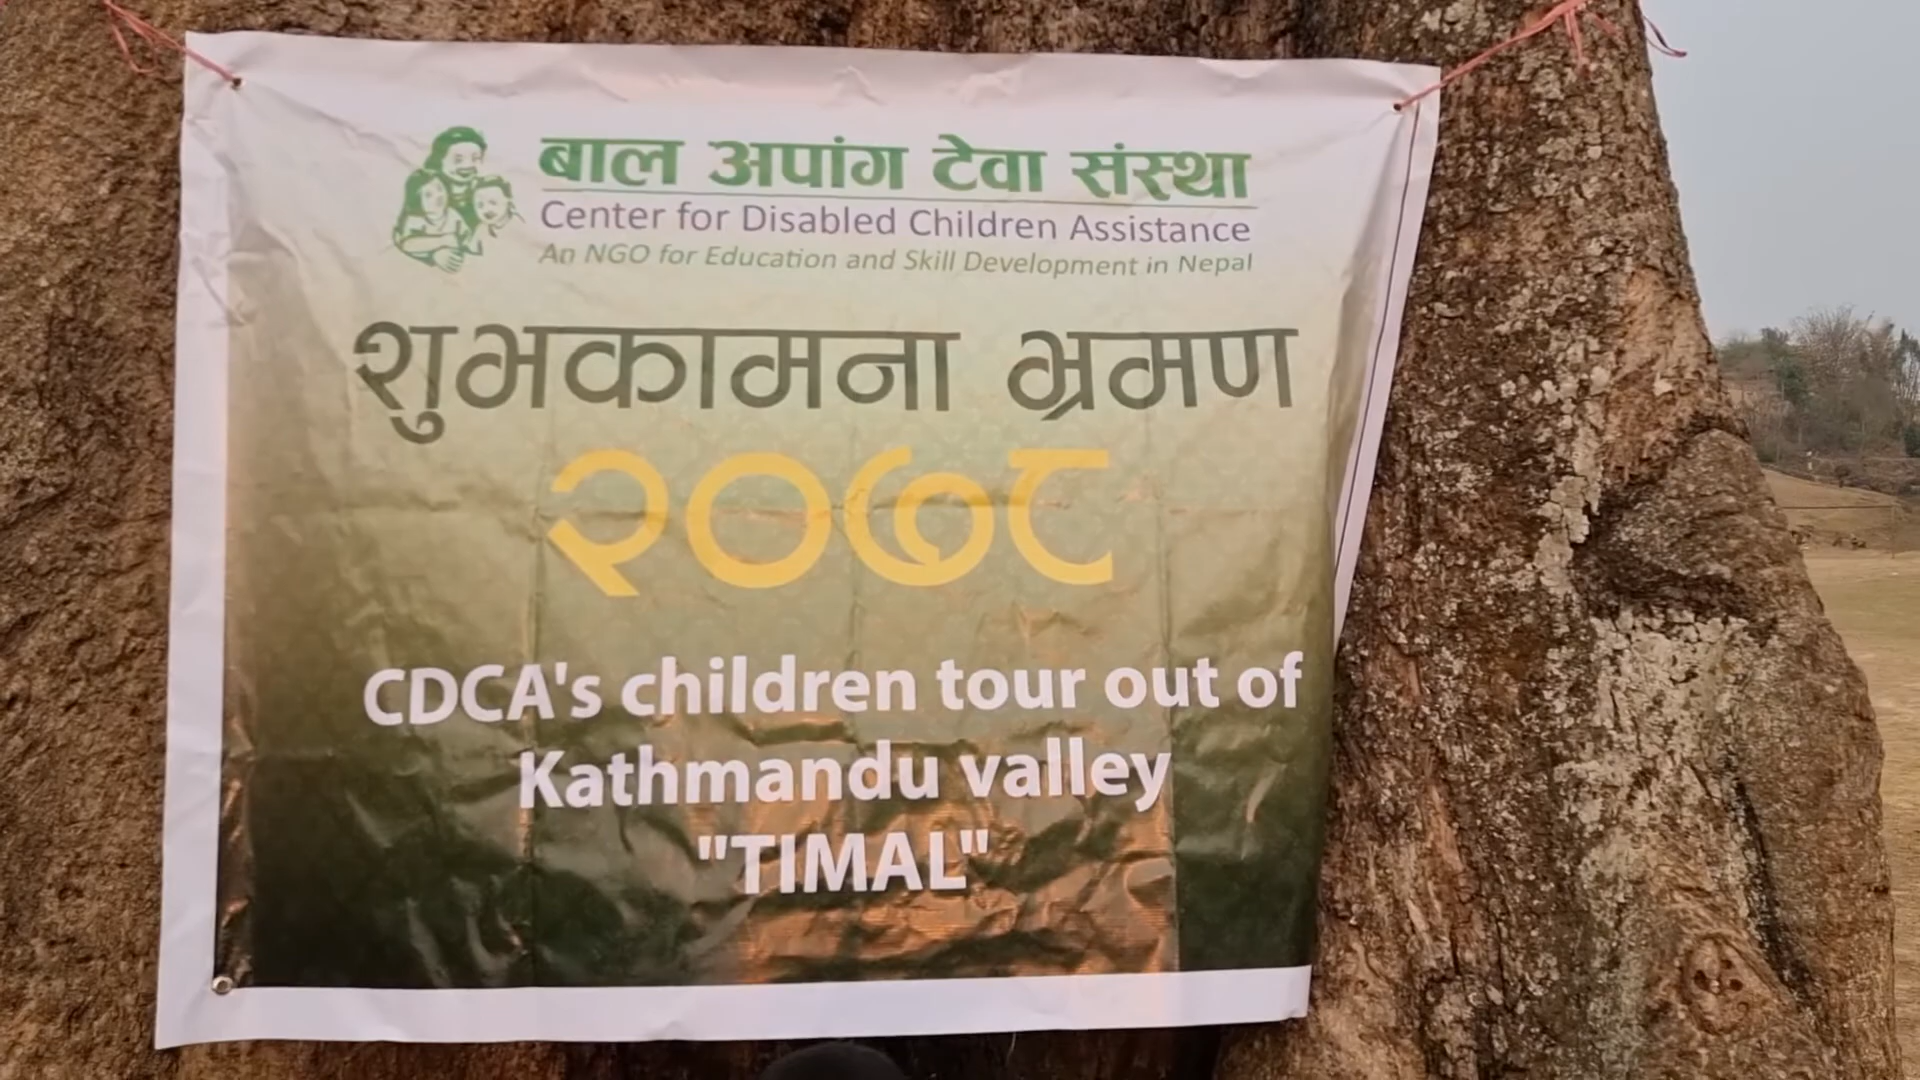 बाल अपांग टेवा संस्था
Center for Disabled Children Assistance
An NGO for Education and Skill Development in Nepal
शुभकामना भ्रमण
२०७८
CDCA's children tour out of
Kathmandu valley
"TIMAL"